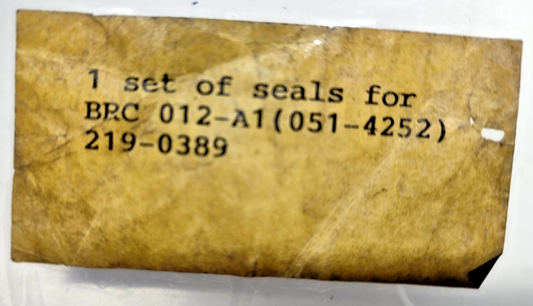 1 set of seals for
BRC 012-A1(051-4252)
219-0389